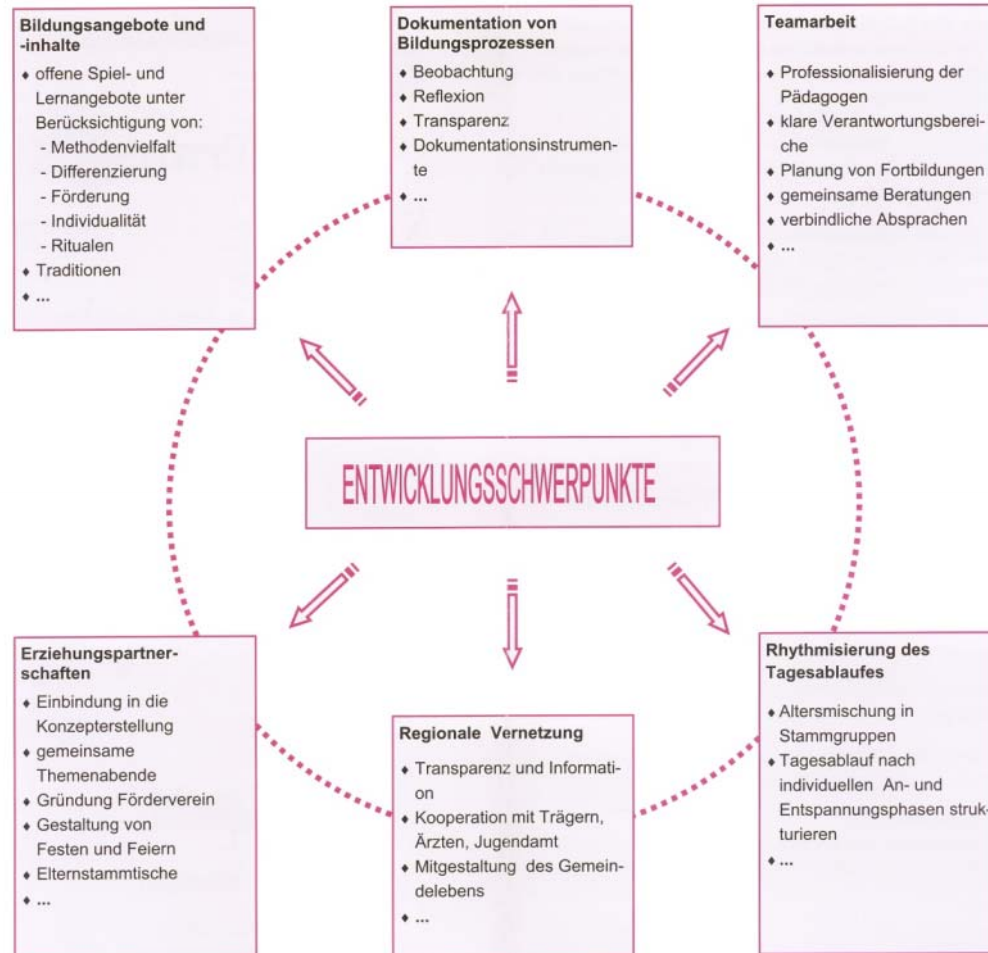 Bildungsangebote und
-inhalte
♦ offene Spiel- und
Lernangebote unter
Berücksichtigung von:
- Methodenvielfalt
- Differenzierung
- Förderung
- Individualität
- Ritualen
♦ Traditionen
♦ ...
Dokumentation von
Bildungsprozessen
♦ Beobachtung
♦ Reflexion
♦ Transparenz
♦ Dokumentationsinstrumen-
te
♦ ...
Teamarbeit
♦ Professionalisierung der
Pädagogen
♦ klare Verantwortungsberei-
che
♦ Planung von Fortbildungen
♦ gemeinsame Beratungen
♦ verbindliche Absprachen
♦ ...
ENTWICKLUNGSSCHWERPUNKTE
Erziehungspartner-
schaften
♦ Einbindung in die
Konzepterstellung
♦ gemeinsame
Themenabende
♦ Gründung Förderverein
♦ Gestaltung von
Festen und Feiern
♦ Elternstammtische
♦ ...
Regionale Vernetzung
♦ Transparenz und Informati-
on
♦ Kooperation mit Trägern,
Ärzten, Jugendamt
♦ Mitgestaltung des Gemein-
delebens
♦ ...
Rhythmisierung des
Tagesablaufes
♦ Altersmischung in
Stammgruppen
♦ Tagesablauf nach
individuellen An- und
Entspannungsphasen struk-
turieren
♦ ...